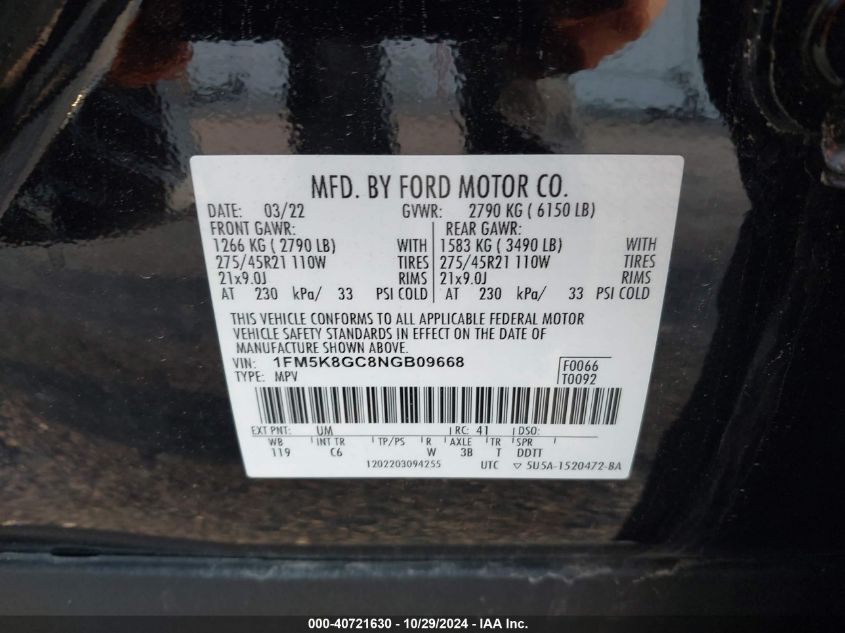 MFD. BY FORD MOTOR CO.
DATE: 03/22 GVWR: 2790 KG ( 6150 LB)
FRONT GAWR: REAR GAWR:
1266 KG ( 2790 LB) WITH 1583 KG ( 3490 LB) WITH
275/45R21 110W TIRES 275/45R21 110W TIRES
21x9.0J RIMS 21x9.0J RIMS
AT 230 kPa/ 33 PSI COLD AT 230 kPa/ 33 PSI COLD
THIS VEHICLE CONFORMS TO ALL APPLICABLE FEDERAL MOTOR
VEHICLE SAFETY STANDARDS IN EFFECT ON THE DATE OF
MANUFACTURE SHOWN ABOVE.
VIN: 1FM5K8GC8NGB09668 F0066
TYPE: MPV T0092
EXT PNT: UM RC: 41 DSO:
WB INT TR TP/PS R AXLE TR SPR
119 C6 W 3B T DDTT
1202203094255 UTC ▽ 5U5A-1520472-BA
000-40721630 - 10/29/2024 - IAA Inc.